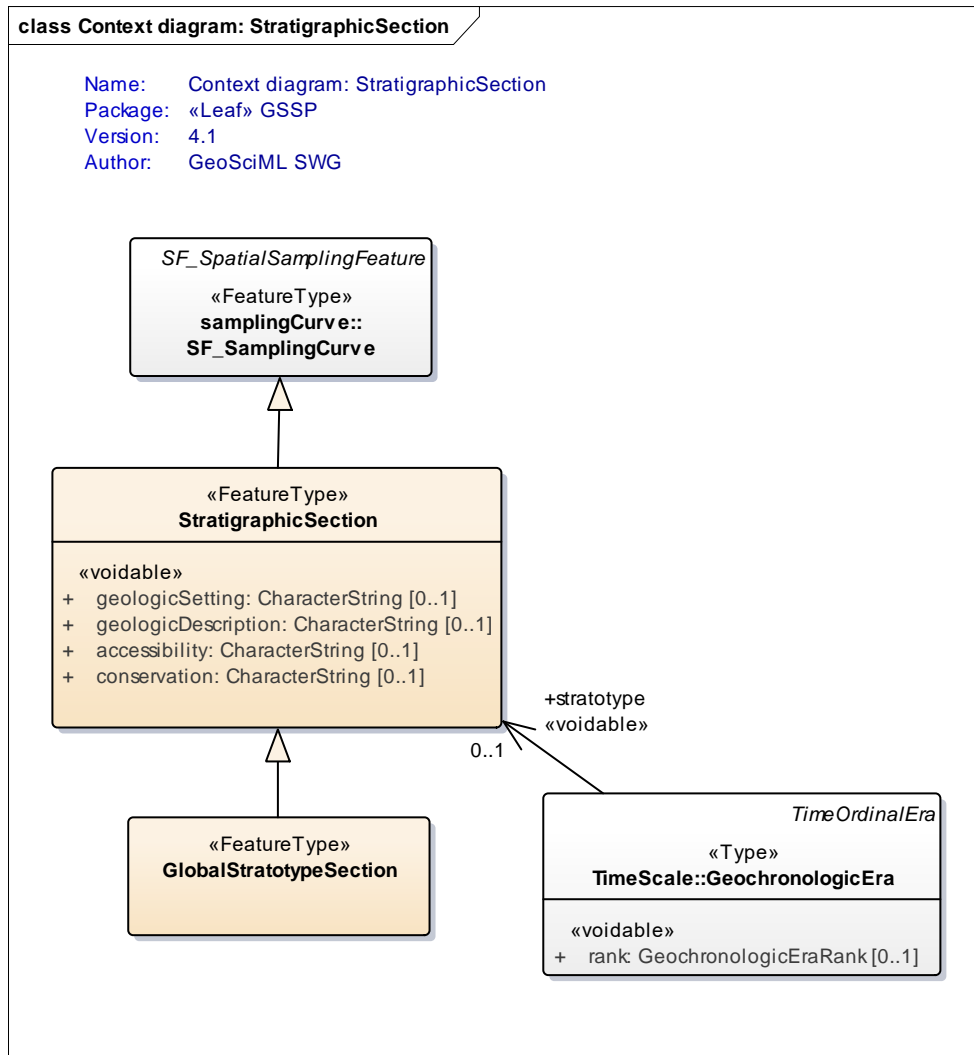 class Context diagram: StratigraphicSection
Name: Context diagram: StratigraphicSection
Package: «Leaf» GSSP
Version: 4.1
Author: GeoSciML SWG
SF_SpatialSamplingFeature
«FeatureType»
samplingCurve::
SF_SamplingCurve
«FeatureType»
StratigraphicSection
«voidable»
+ geologicSetting: CharacterString [0..1]
+ geologicDescription: CharacterString [0..1]
+ accessibility: CharacterString [0..1]
+ conservation: CharacterString [0..1]
+stratotype
«voidable»
0..1
TimeOrdinalEra
«Type»
TimeScale::GeochronologicEra
«voidable»
+ rank: GeochronologicEraRank [0..1]
«FeatureType»
GlobalStratotypeSection